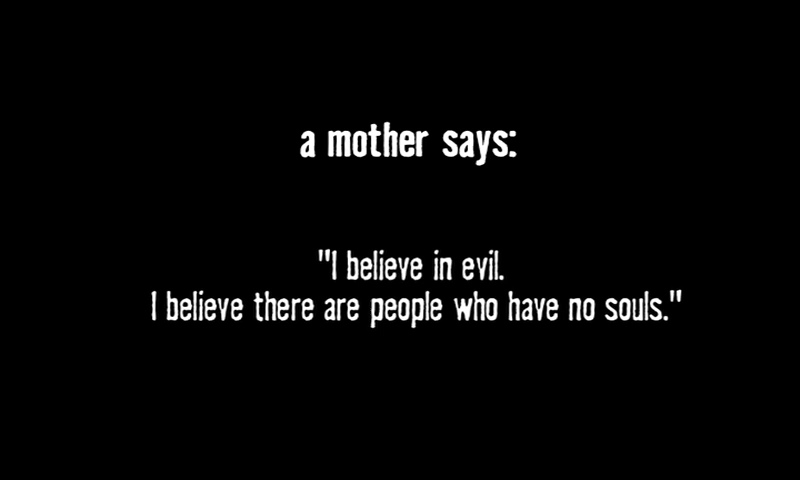 a mother says:
"I believe in evil.
I believe there are people who have no souls."